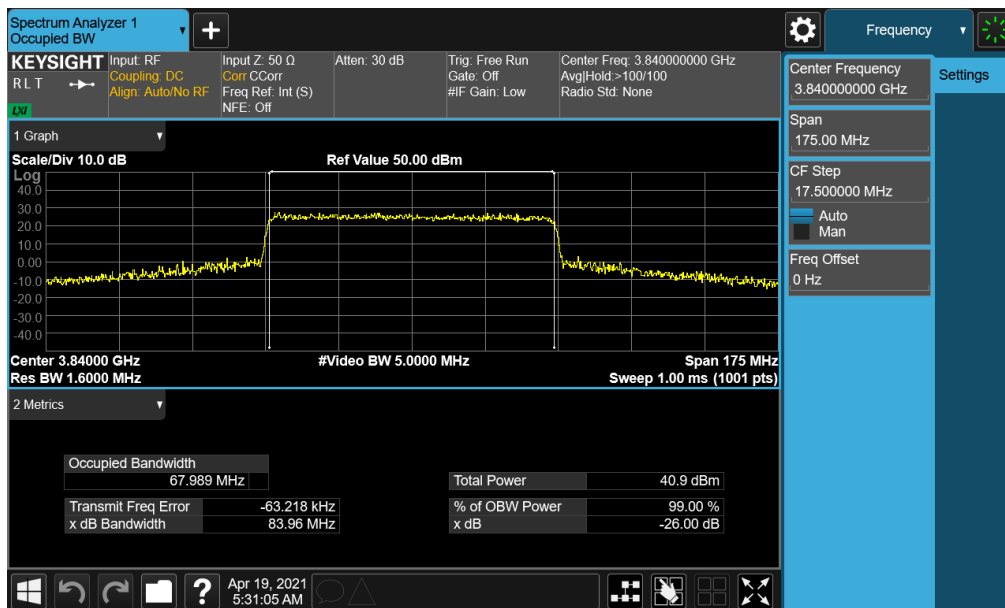 Spectrum Analyzer 1
Occupied BW
+
Frequency
KEYSIGHT
RLT
LXI
Input: RF
Coupling: DC
Align: Auto/No RF
Input Z: 50 Ω
Corr CCorr
Freq Ref: Int (S)
NFE: Off
Atten: 30 dB
Trig: Free Run
Gate: Off
#IF Gain: Low
Center Freq: 3.840000000 GHz
Avg|Hold:>100/100
Radio Std: None
Center Frequency
3.840000000 GHz
Settings
Span
175.00 MHz
CF Step
17.500000 MHz
Auto
Man
Freq Offset
0 Hz
1 Graph
Scale/Div 10.0 dB
Ref Value 50.00 dBm
Log
40.0
30.0
20.0
10.0
0.00
-10.0
-20.0
-30.0
-40.0
Center 3.84000 GHz
#Video BW 5.0000 MHz
Span 175 MHz
Res BW 1.6000 MHz
Sweep 1.00 ms (1001 pts)
2 Metrics
Occupied Bandwidth
67.989 MHz
Total Power 40.9 dBm
Transmit Freq Error -63.218 kHz
% of OBW Power 99.00 %
x dB Bandwidth 83.96 MHz
x dB -26.00 dB
?
Apr 19, 2021
5:31:05 AM